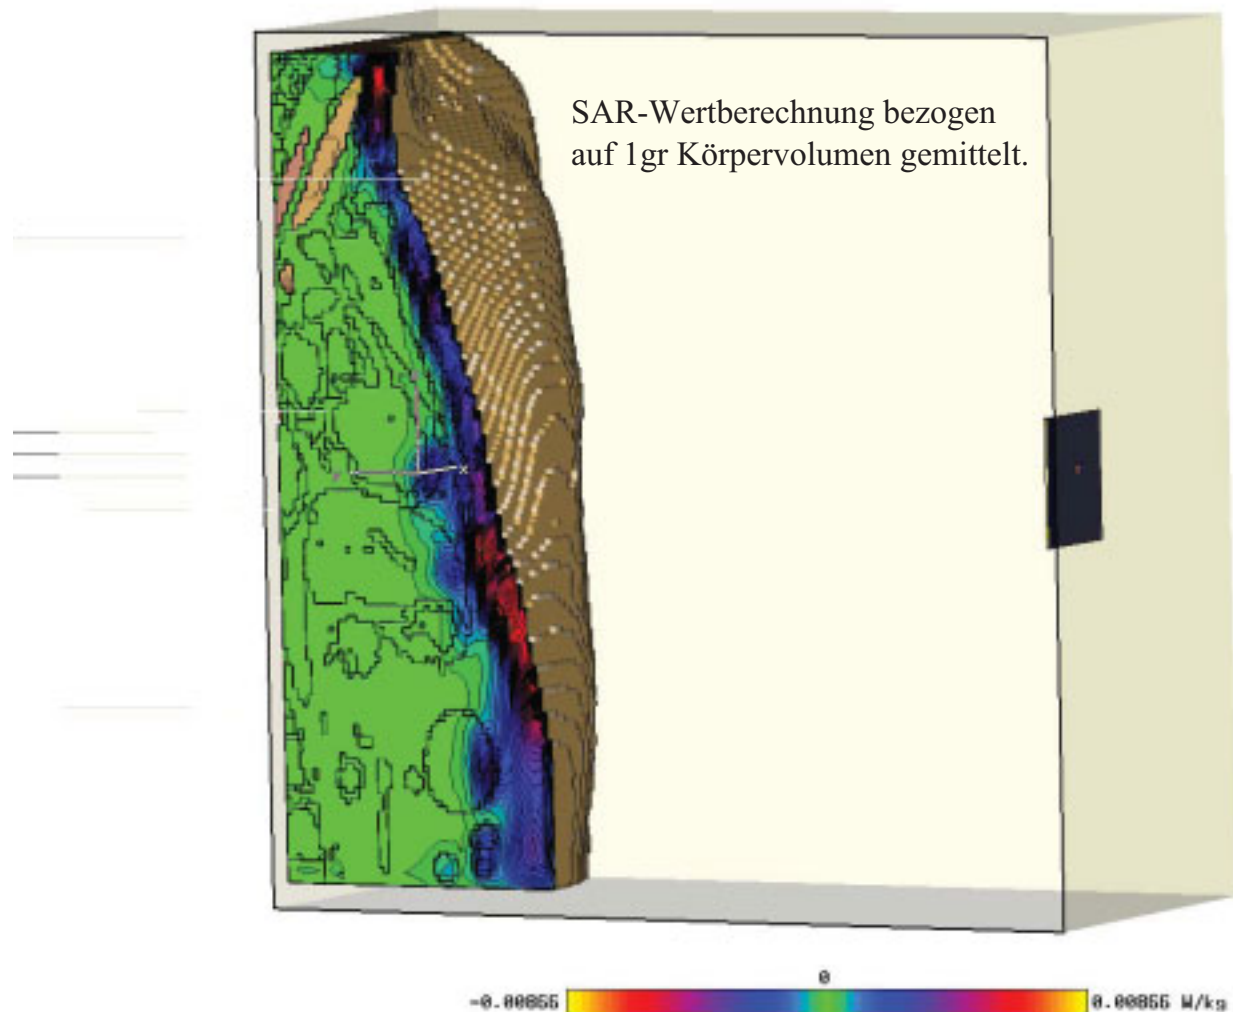 SAR-Wertberechnung bezogen
auf 1gr Körpervolumen gemittelt.
x
0
-0.00855
0.00855 W/kg